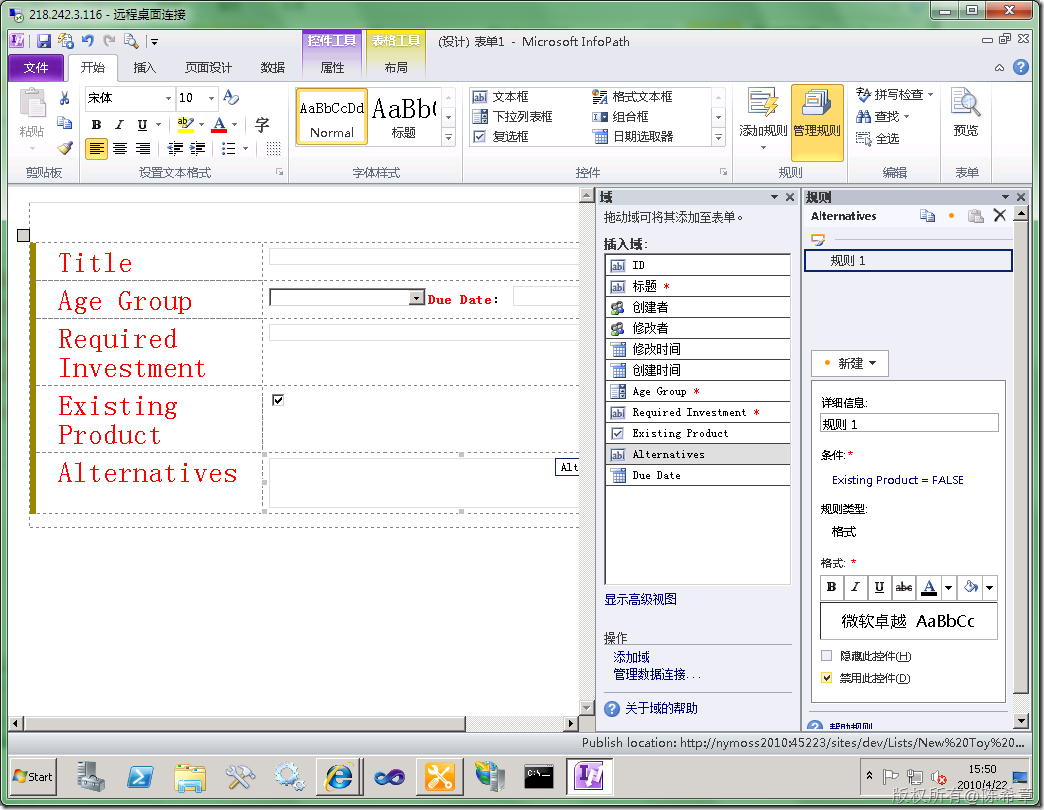 218.242.3.116 - 远程桌面连接
控件工具 表格工具 (设计) 表单1 - Microsoft InfoPath
文件 开始 插入 页面设计 数据 属性 布局
粘贴
剪贴板
宋体 10
B I U ab A 字
设置文本格式
AaBbCcDd
Normal
AaBb(
标题
字体样式
文本框 格式文本框
下拉列表框 组合框
复选框 日期选取器
控件
添加规则 管理规则
规则
拼写检查
查找
全选
编辑
预览
表单
Title
Age Group Due Date:
Required
Investment
Existing
Product
Alternatives
Alt
域
拖动域可将其添加至表单。
插入域:
ID
标题 *
创建者
修改者
修改时间
创建时间
Age Group *
Required Investment *
Existing Product
Alternatives
Due Date
显示高级视图
操作
添加域
管理数据连接...
关于域的帮助
规则
Alternatives
规则 1
新建
详细信息:
规则 1
条件: *
Existing Product = FALSE
规则类型:
格式
格式: *
B I U abc A
微软卓越 AaBbCc
隐藏此控件(H)
禁用此控件(D)
帮助规则
Publish location: http://nymoss2010:45223/sites/dev/Lists/New%20Toy%20...
Start
C:\
15:50
2010/4/22
版权所有@陈希章